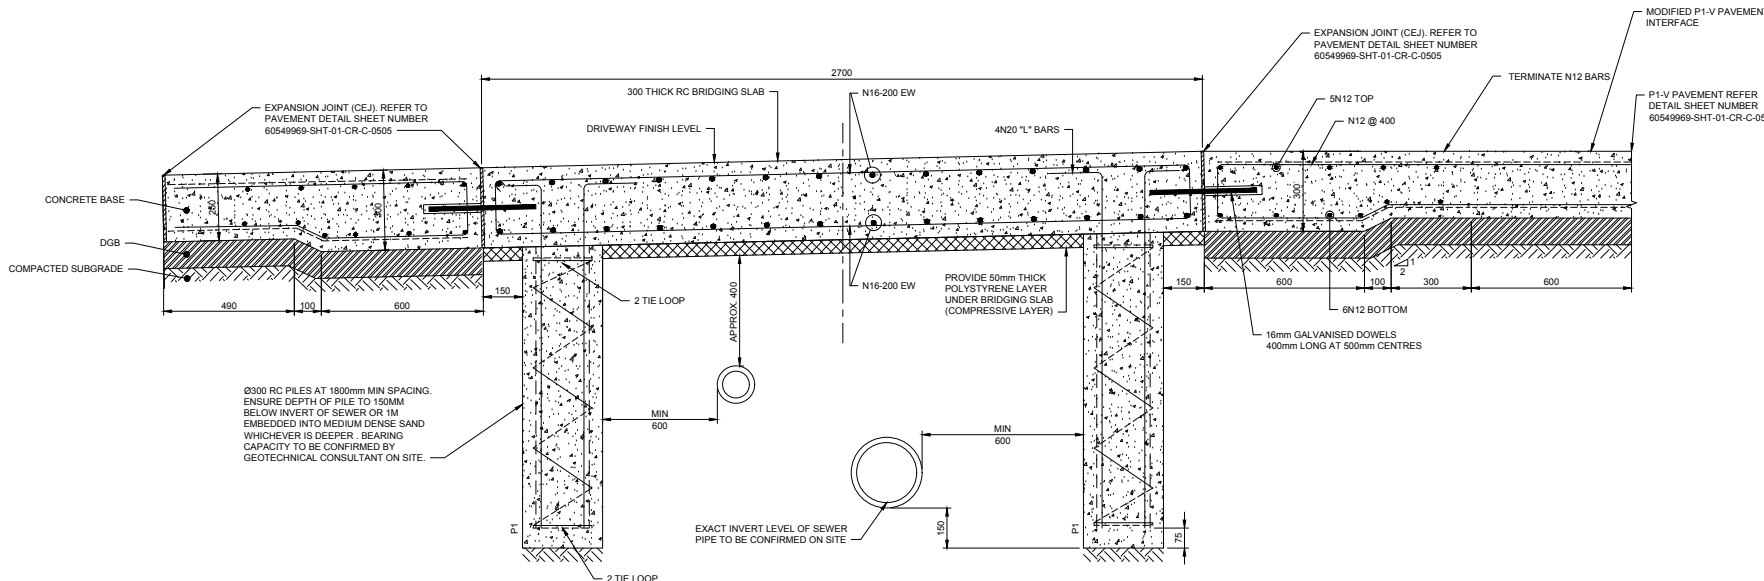 MODIFIED P1-V PAVEMENT
INTERFACE
EXPANSION JOINT (CEJ). REFER TO
PAVEMENT DETAIL SHEET NUMBER
60549969-SHT-01-CR-C-0505
2700
TERMINATE N12 BARS
300 THICK RC BRIDGING SLAB
N16-200 EW
5N12 TOP
P1-V PAVEMENT REFER
DETAIL SHEET NUMBER
60549969-SHT-01-CR-C-05
EXPANSION JOINT (CEJ). REFER TO
PAVEMENT DETAIL SHEET NUMBER
60549969-SHT-01-CR-C-0505
DRIVEWAY FINISH LEVEL
4N20 "L" BARS
N12 @ 400
CONCRETE BASE
300
300
DGB
COMPACTED SUBGRADE
1
2
490
100
600
150
2 TIE LOOP
APPROX. 400
N16-200 EW
PROVIDE 50mm THICK
POLYSTYRENE LAYER
UNDER BRIDGING SLAB
(COMPRESSIVE LAYER)
150
600
100
300
600
6N12 BOTTOM
16mm GALVANISED DOWELS
400mm LONG AT 500mm CENTRES
Ø300 RC PILES AT 1800mm MIN SPACING.
ENSURE DEPTH OF PILE TO 150MM
BELOW INVERT OF SEWER OR 1M
EMBEDDED INTO MEDIUM DENSE SAND
WHICHEVER IS DEEPER . BEARING
CAPACITY TO BE CONFIRMED BY
GEOTECHNICAL CONSULTANT ON SITE.
MIN
600
MIN
600
P1
EXACT INVERT LEVEL OF SEWER
PIPE TO BE CONFIRMED ON SITE
150
P1
75
2 TIE LOOP